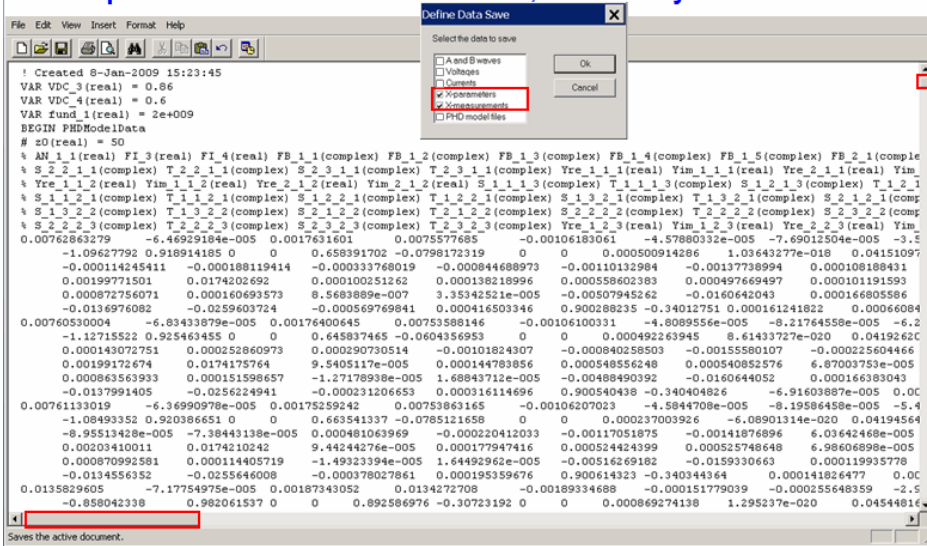 Define Data Save
File Edit View Insert Format Help
Select the data to save
A and B waves
Voltages
Currents
X-parameters
X-measurements
PHD model files
Ok
Cancel
! Created 8-Jan-2009 15:23:45
VAR VDC_3(real) = 0.86
VAR VDC_4(real) = 0.6
VAR fund_1(real) = 2e+009
BEGIN PHDModelData
# z0(real) = 50
% AN_1_1(real) FI_3(real) FI_4(real) FB_1_1(complex) FB_1_2(complex) FB_1_3(complex) FB_1_4(complex) FB_1_5(complex) FB_2_1(comple
% S_2_2_1_1(complex) T_2_2_1_1(complex) S_2_3_1_1(complex) T_2_3_1_1(complex) Yre_1_1_1(real) Yim_1_1_1(real) Yre_2_1_1(real) Yim_
% Yre_1_1_2(real) Yim_1_1_2(real) Yre_2_1_2(real) Yim_2_1_2(real) S_1_1_1_3(complex) T_1_1_1_3(complex) S_1_2_1_3(complex) T_1_2_1
% S_1_1_2_1(complex) T_1_1_2_1(complex) S_1_2_2_1(complex) T_1_2_2_1(complex) S_1_3_2_1(complex) T_1_3_2_1(complex) S_2_1_2_1(com
% S_1_3_2_2(complex) T_1_3_2_2(complex) S_2_1_2_2(complex) T_2_1_2_2(complex) S_2_2_2_2(complex) T_2_2_2_2(complex) S_2_3_2_2(comp
% S_2_2_2_3(complex) T_2_2_2_3(complex) S_2_3_2_3(complex) T_2_3_2_3(complex) Yre_1_2_3(real) Yim_1_2_3(real) Yre_2_2_3(real) Yim_
0.00762863279 -6.46929184e-005 0.0017631601 0.0075577685 -0.00106183061 -4.57880332e-005 -7.69012504e-005 -3.5
-1.09627792 0.918914185 0 0 0.658391702 -0.0798172319 0 0 0.000500914286 1.03643277e-018 0.04151097
-0.000114245411 -0.000188119414 -0.000333768019 -0.000844688973 -0.00110132984 -0.00137738994 0.000108188431
0.00199771501 0.0174202692 0.000100251262 0.000138218996 0.000558602383 0.000497669497 0.000101191593
0.000872756071 0.000160693573 8.5683889e-007 3.35342521e-005 -0.00507945262 -0.0160642043 0.000166805586
-0.0136976082 -0.0259603724 -0.000569769841 0.000416503346 0.900288235 -0.34012751 0.000161241822 0.00066084
0.00760530004 -6.83433879e-005 0.00176400645 0.00753588146 -0.00106100331 -4.8089556e-005 -8.21764558e-005 -6.2
-1.12715522 0.925463455 0 0 0.645837465 -0.0604356953 0 0 0.000492263945 8.61433727e-020 0.04192620
0.000143072751 0.000252860973 0.000290730514 -0.00101824307 -0.000840258503 -0.00155580107 -0.000225604466
0.00199172674 0.0174175764 9.5405117e-005 0.000144783856 0.000548556248 0.000540852576 6.87003753e-005
0.000863563933 0.000151598657 -1.27178938e-005 1.68843712e-005 -0.00488490392 -0.0160644052 0.000166383043
-0.0137991405 -0.0256224941 -0.000231206653 0.000316114696 0.900540438 -0.340404826 -6.91603887e-005 0.00
0.00761133019 -6.36990978e-005 0.00175259242 0.00753863165 -0.00106207023 -4.5844708e-005 -8.19586458e-005 -5.4
-1.08493352 0.920386651 0 0 0.663541337 -0.0785121658 0 0 0.000237003926 -6.08901314e-020 0.04194564
-8.95513428e-005 -7.38443138e-005 0.000481063969 -0.000220412033 -0.00117051875 -0.00141876896 6.03642468e-005
0.00203410011 0.0174210242 9.44244276e-005 0.000177947416 0.000524424399 0.000525748648 6.98606898e-005
0.000870992581 0.000114405719 -1.49323394e-005 1.64492962e-005 -0.00516269182 -0.0159330663 0.000119935778
-0.0134556352 -0.0255646008 -0.000378027861 0.000195359676 0.900614323 -0.340344364 0.000141826477 0.00
0.0135829605 -7.17754975e-005 0.00187343052 0.0134272708 -0.00189334688 -0.000151779039 -0.000255648359 -2.9
-0.858042338 0.982061537 0 0 0.892586976 -0.30723192 0 0 0.000869274138 1.295237e-020 0.04544816
Saves the active document.